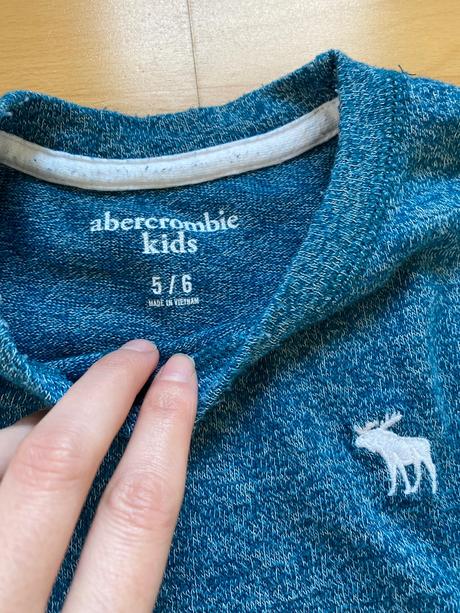 abercrombie
kids
5 / 6
MADE IN VIETNAM